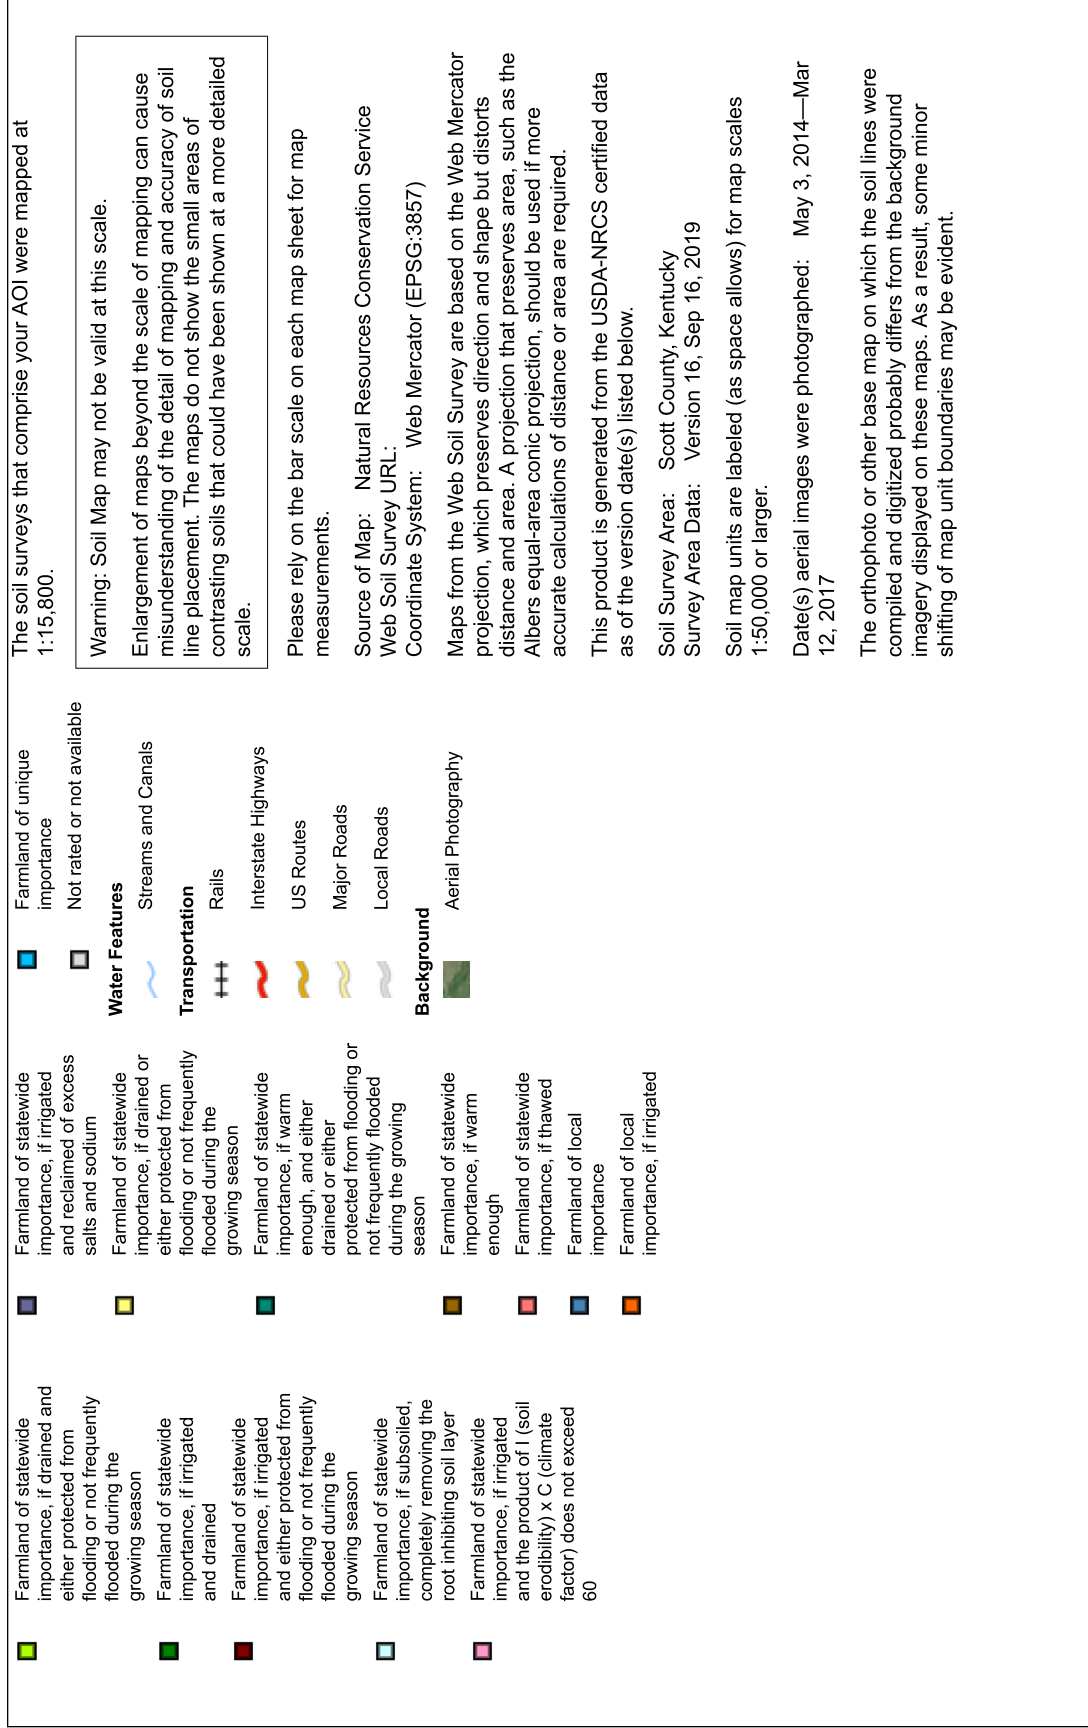 Farmland of statewide
importance, if drained and
either protected from
flooding or not frequently
flooded during the
growing season
Farmland of statewide
importance, if irrigated
and drained
Farmland of statewide
importance, if irrigated
and either protected from
flooding or not frequently
flooded during the
growing season
Farmland of statewide
importance, if subsoiled,
completely removing the
root inhibiting soil layer
Farmland of statewide
importance, if irrigated
and the product of I (soil
erodibility) x C (climate
factor) does not exceed
60
Farmland of statewide
importance, if irrigated
and reclaimed of excess
salts and sodium
Farmland of statewide
importance, if drained or
either protected from
flooding or not frequently
flooded during the
growing season
Farmland of statewide
importance, if warm
enough, and either
drained or either
protected from flooding or
not frequently flooded
during the growing
season
Farmland of statewide
importance, if warm
enough
Farmland of statewide
importance, if thawed
Farmland of local
importance
Farmland of local
importance, if irrigated
Farmland of unique
importance
Not rated or not available
Water Features
Streams and Canals
Transportation
Rails
Interstate Highways
US Routes
Major Roads
Local Roads
Background
Aerial Photography
The soil surveys that comprise your AOI were mapped at
1:15,800.
Warning: Soil Map may not be valid at this scale.
Enlargement of maps beyond the scale of mapping can cause
misunderstanding of the detail of mapping and accuracy of soil
line placement. The maps do not show the small areas of
contrasting soils that could have been shown at a more detailed
scale.
Please rely on the bar scale on each map sheet for map
measurements.
Source of Map: Natural Resources Conservation Service
Web Soil Survey URL:
Coordinate System: Web Mercator (EPSG:3857)
Maps from the Web Soil Survey are based on the Web Mercator
projection, which preserves direction and shape but distorts
distance and area. A projection that preserves area, such as the
Albers equal-area conic projection, should be used if more
accurate calculations of distance or area are required.
This product is generated from the USDA-NRCS certified data
as of the version date(s) listed below.
Soil Survey Area: Scott County, Kentucky
Survey Area Data: Version 16, Sep 16, 2019
Soil map units are labeled (as space allows) for map scales
1:50,000 or larger.
Date(s) aerial images were photographed: May 3, 2014—Mar
12, 2017
The orthophoto or other base map on which the soil lines were
compiled and digitized probably differs from the background
imagery displayed on these maps. As a result, some minor
shifting of map unit boundaries may be evident.